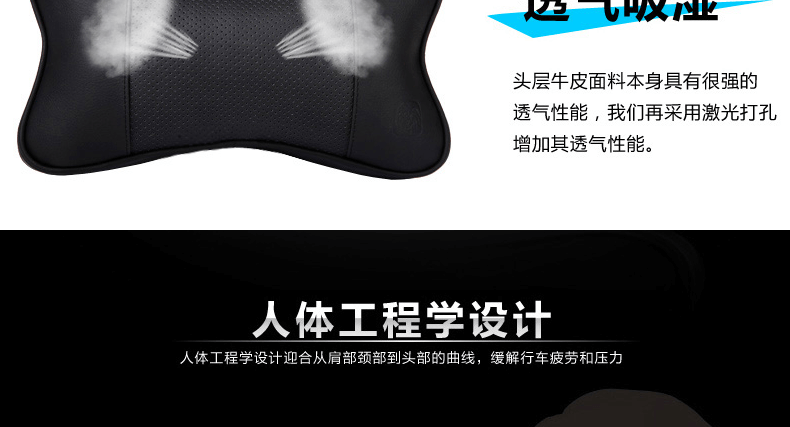 透气吸湿
头层牛皮面料本身具有很强的
透气性能，我们再采用激光打孔
增加其透气性能。
人体工程学设计
人体工程学设计迎合从肩部颈部到头部的曲线，缓解行车疲劳和压力